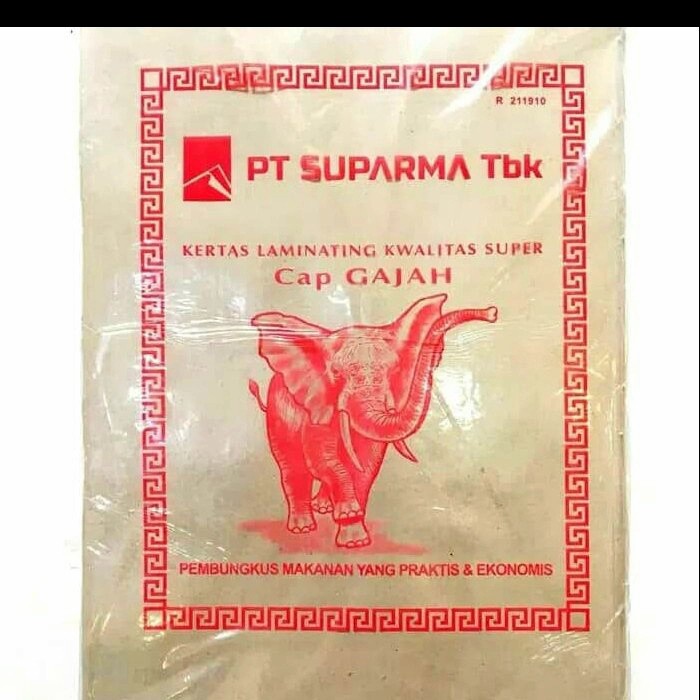 R 211910
PT SUPARMA Tbk
KERTAS LAMINATING KWALITAS SUPER
Cap GAJAH
PEMBUNGKUS MAKANAN YANG PRAKTIS & EKONOMIS